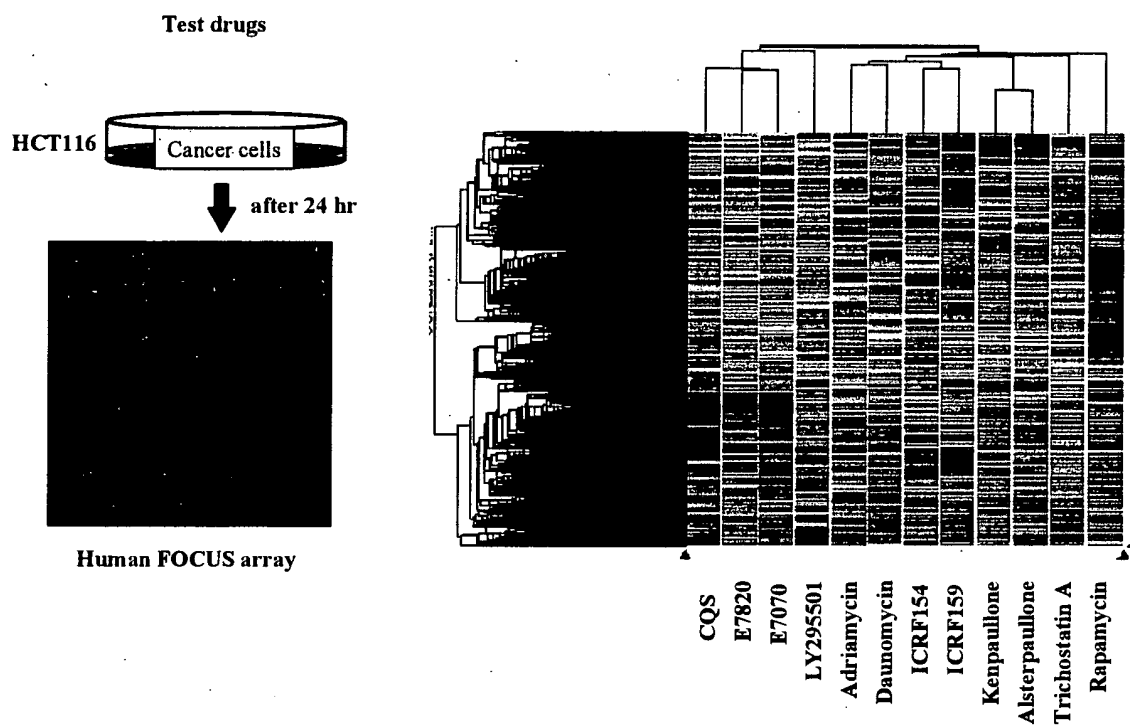 Test drugs
HCT116
Cancer cells
after 24 hr
Human FOCUS array
CQS
E7820
E7070
LY295501
Adriamycin
Daunomycin
ICRF154
ICRF159
Kenpaullone
Alsterpaullone
Trichostatin A
Rapamycin